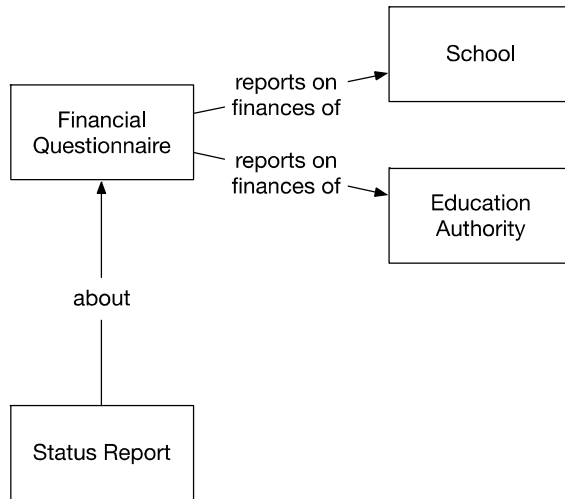 School
reports on
finances of
Financial
Questionnaire
reports on
finances of
Education
Authority
about
Status Report